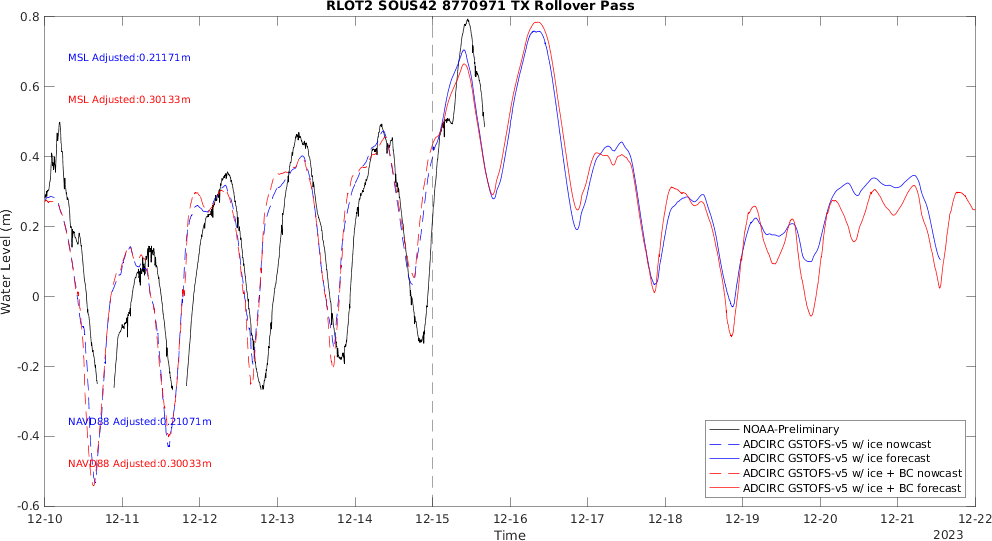 RLOT2 SOUS42 8770971 TX Rollover Pass
0.8
0.6
0.4
0.2
0
-0.2
-0.4
-0.6
Water Level (m)
MSL Adjusted:0.21171m
MSL Adjusted:0.30133m
NAVD88 Adjusted:0.21071m
NAVD88 Adjusted:0.30033m
NOAA-Preliminary
ADCIRC GSTOFS-v5 w/ ice nowcast
ADCIRC GSTOFS-v5 w/ ice forecast
ADCIRC GSTOFS-v5 w/ ice + BC nowcast
ADCIRC GSTOFS-v5 w/ ice + BC forecast
12-10 12-11 12-12 12-13 12-14 12-15 12-16 12-17 12-18 12-19 12-20 12-21 12-22
Time
2023